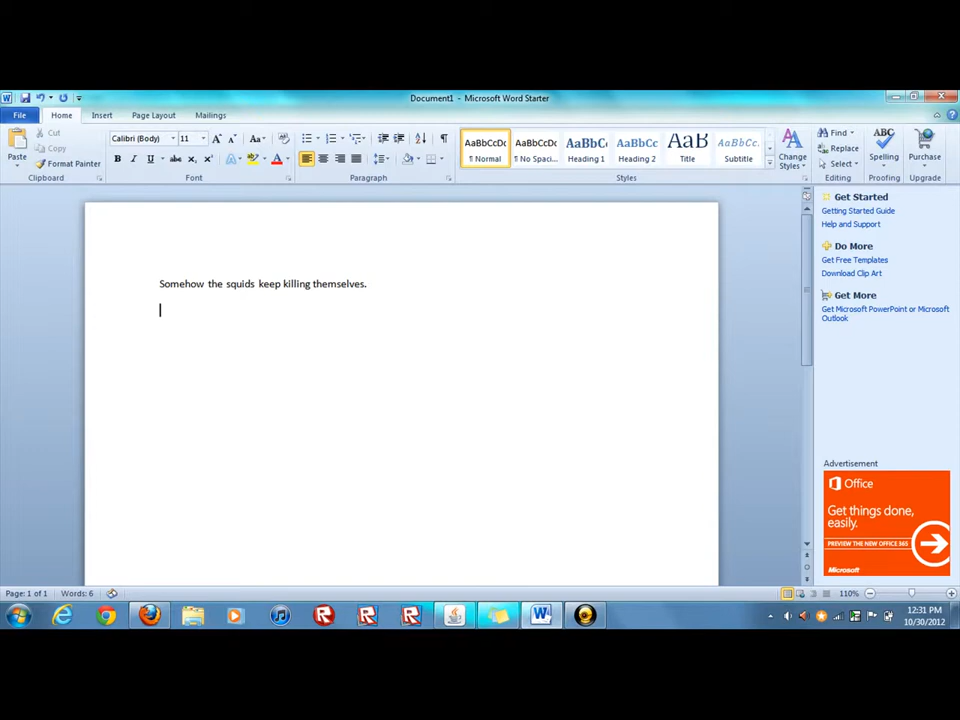 Document1 - Microsoft Word Starter
File Home Insert Page Layout Mailings
Cut
Copy
Format Painter
Paste
Clipboard
Calibri (Body) 11
Font
Paragraph
AaBbCcDc AaBbCcDc AaBbCc AaBbCc AaB AaBbCc.
¶ Normal ¶ No Spaci... Heading 1 Heading 2 Title Subtitle
Change
Styles
Styles
Find
Replace
Select
Editing
ABC
Spelling
Proofing
Purchase
Upgrade
Somehow the squids keep killing themselves.
Get Started
Getting Started Guide
Help and Support
Do More
Get Free Templates
Download Clip Art
Get More
Get Microsoft PowerPoint or Microsoft
Outlook
Advertisement
Office
Get things done,
easily.
PREVIEW THE NEW OFFICE 365
Microsoft
Page: 1 of 1 Words: 6
110%
12:31 PM
10/30/2012